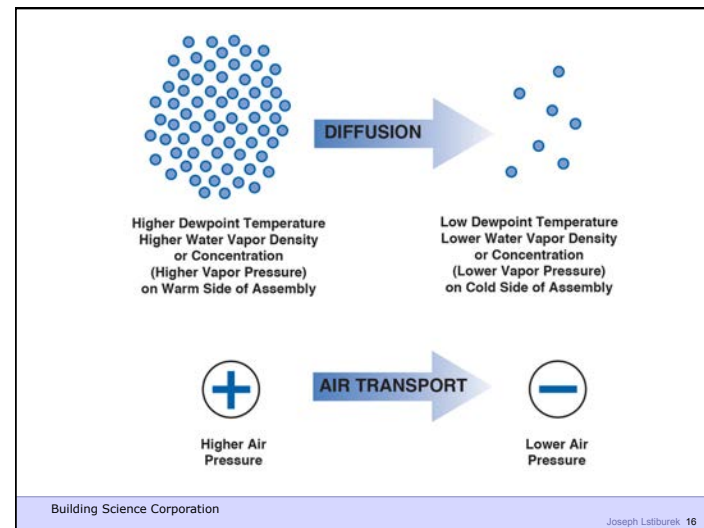 DIFFUSION
Higher Dewpoint Temperature
Higher Water Vapor Density
or Concentration
(Higher Vapor Pressure)
on Warm Side of Assembly
Low Dewpoint Temperature
Lower Water Vapor Density
or Concentration
(Lower Vapor Pressure)
on Cold Side of Assembly
+
AIR TRANSPORT
−
Higher Air
Pressure
Lower Air
Pressure
Building Science Corporation
Joseph Lstiburek 16